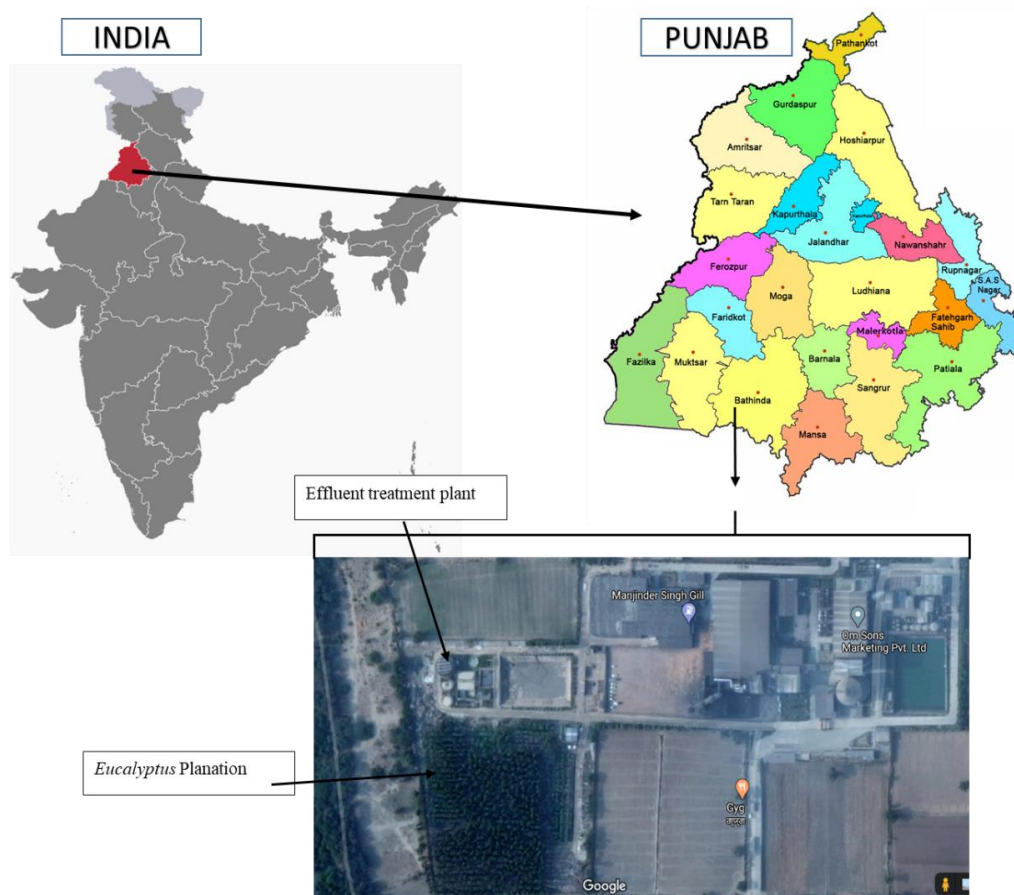 INDIA
PUNJAB
Pathankot
Gurdaspur
Hoshiarpur
Amritsar
Tarn Taran
Kapurthala
Jalandhar
Nawanshahr
Rupnagar
Ferozpur
S.A.S
Nagar
Moga
Ludhiana
Faridkot
Fatehgarh
Sahib
Malerkotla
Fazilka
Muktsar
Barnala
Patiala
Sangrur
Bathinda
Mansa
Effluent treatment plant
Manjinder Singh Gill
Om Sons
Marketing Pvt. Ltd
Eucalyptus Planation
Gyg
Google